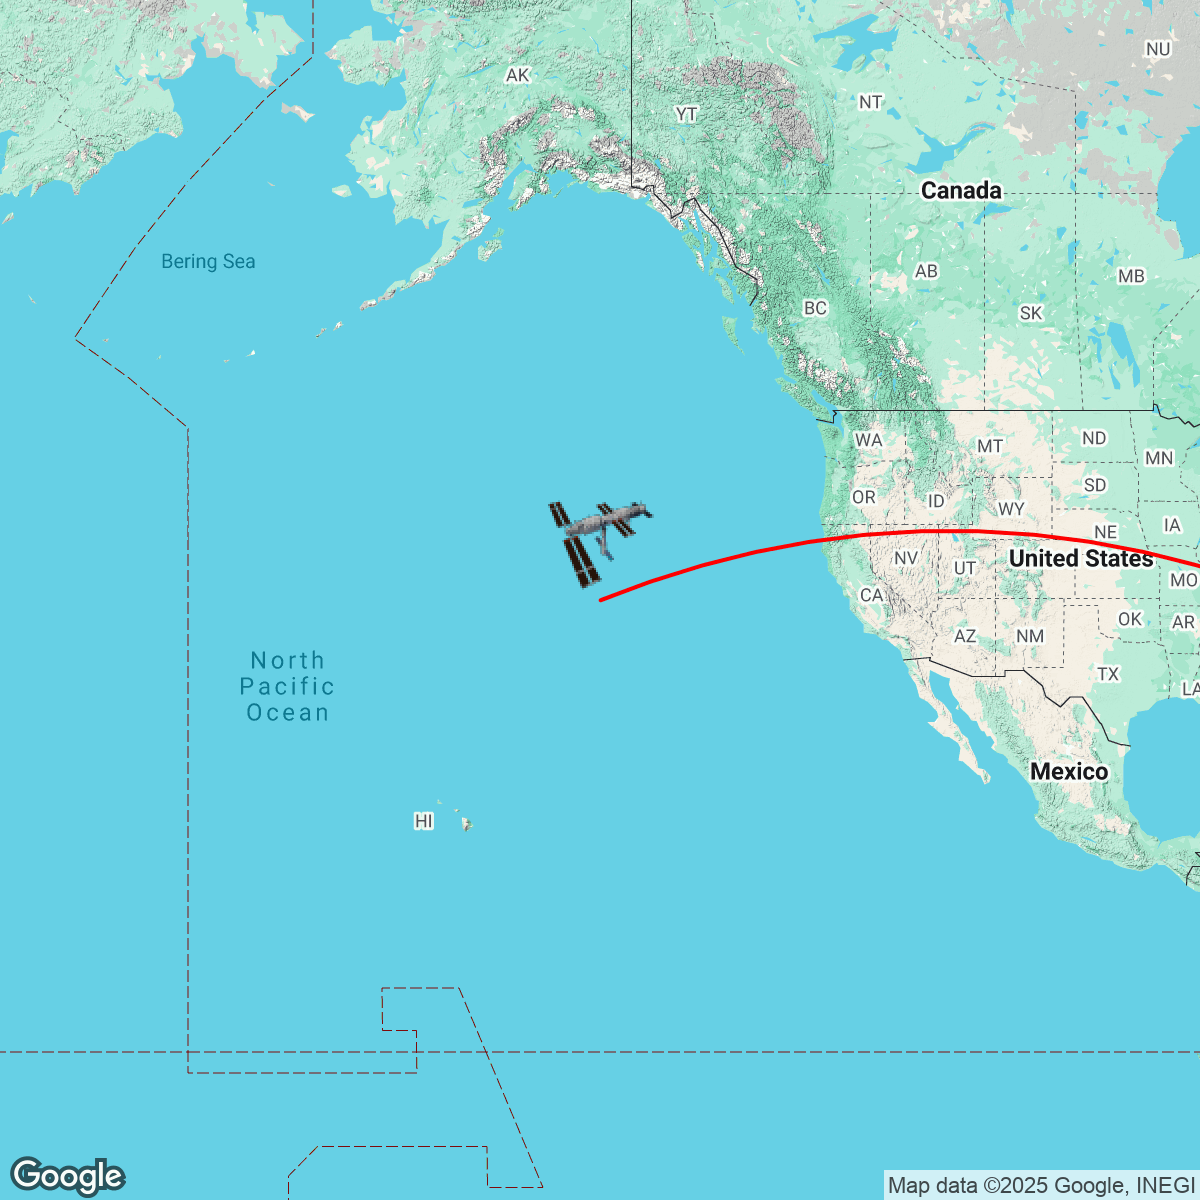 NU
AK
NT
YT
Canada
Bering Sea
AB
MB
BC
SK
WA
ND
MT
MN
SD
OR
ID
WY
IA
NE
NV
United States
UT
MO
CA
OK
AR
AZ
NM
North
Pacific
Ocean
TX
LA
Mexico
HI
Google
Map data ©2025 Google, INEGI